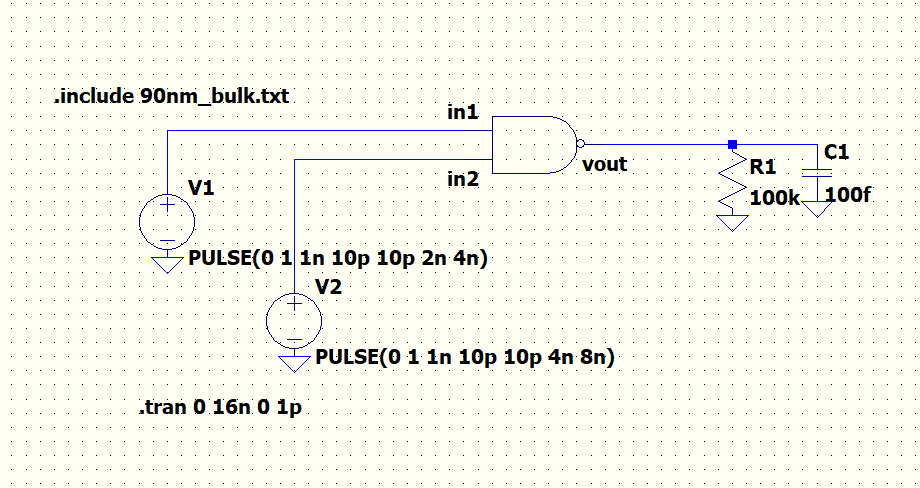 .include 90nm_bulk.txt
in1
vout
in2
V1
PULSE(0 1 1n 10p 10p 2n 4n)
V2
PULSE(0 1 1n 10p 10p 4n 8n)
R1
100k
C1
100f
.tran 0 16n 0 1p